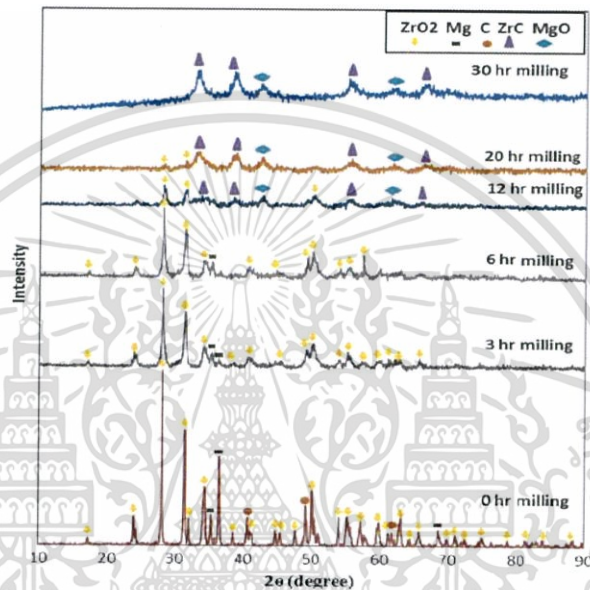 ZrO2 Mg C ZrC MgO
30 hr milling
20 hr milling
12 hr milling
6 hr milling
3 hr milling
0 hr milling
Intensity
10 20 30 40 50 60 70 80 90
2θ (degree)